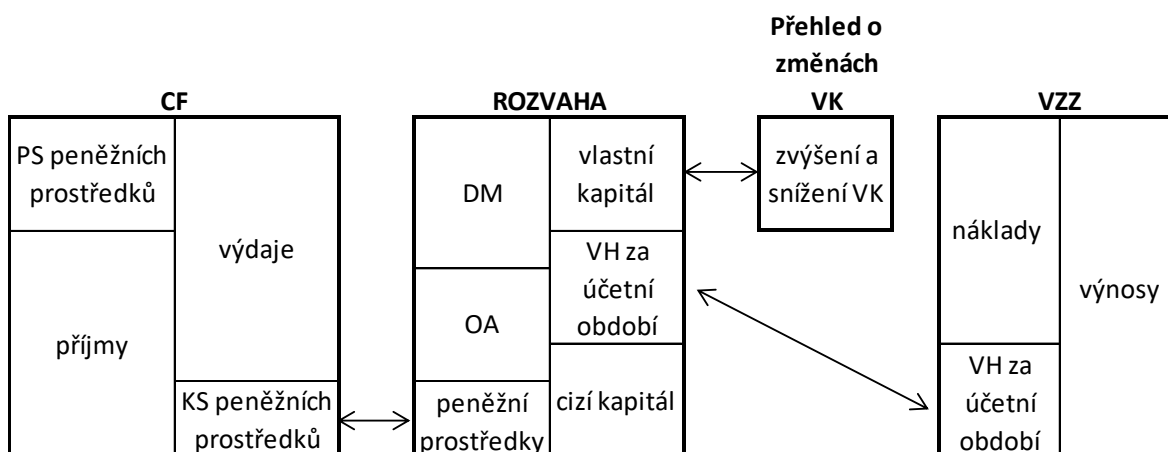 Přehled o
změnách
VK
CF
ROZVAHA
VZZ
PS peněžních
prostředků
výdaje
příjmy
KS peněžních
prostředků
DM
OA
peněžní
prostředky
vlastní
kapitál
VH za
účetní
období
cizí kapitál
zvýšení a
snížení VK
náklady
VH za
účetní
období
výnosy